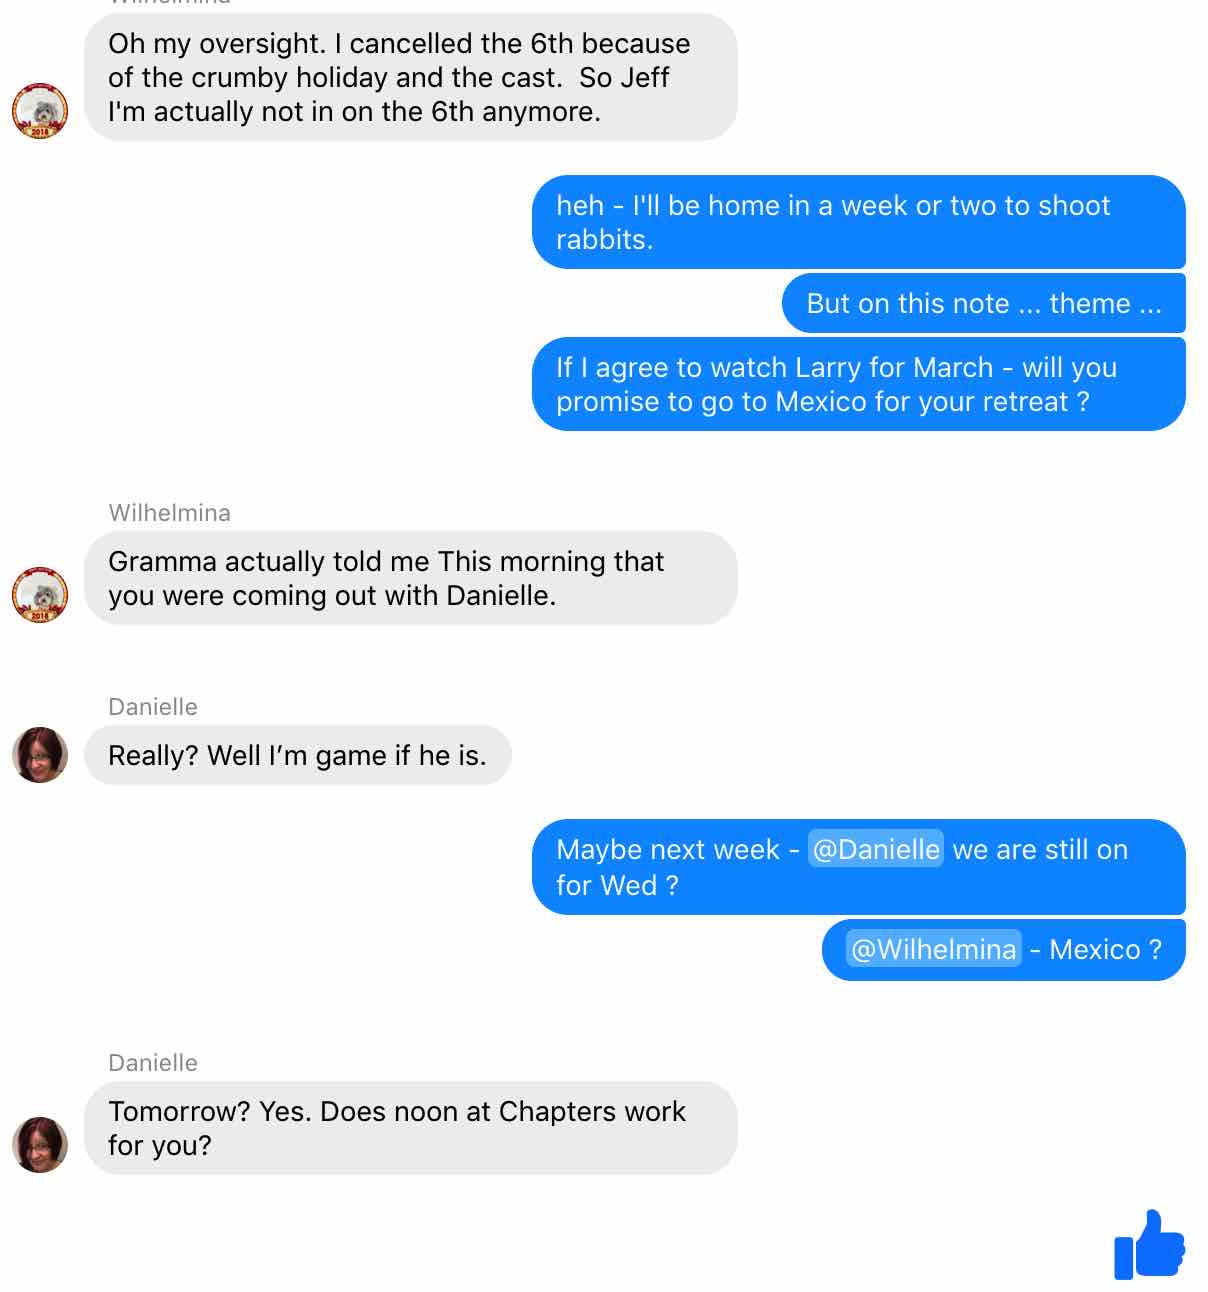 Wilhelmina
Oh my oversight. I cancelled the 6th because
of the crumby holiday and the cast.  So Jeff
I'm actually not in on the 6th anymore.
2018
heh - I'll be home in a week or two to shoot
rabbits.
But on this note ... theme ...
If I agree to watch Larry for March - will you
promise to go to Mexico for your retreat ?
Wilhelmina
Gramma actually told me This morning that
you were coming out with Danielle.
2018
Danielle
Really? Well I’m game if he is.
Maybe next week - @Danielle we are still on
for Wed ?
@Wilhelmina - Mexico ?
Danielle
Tomorrow? Yes. Does noon at Chapters work
for you?